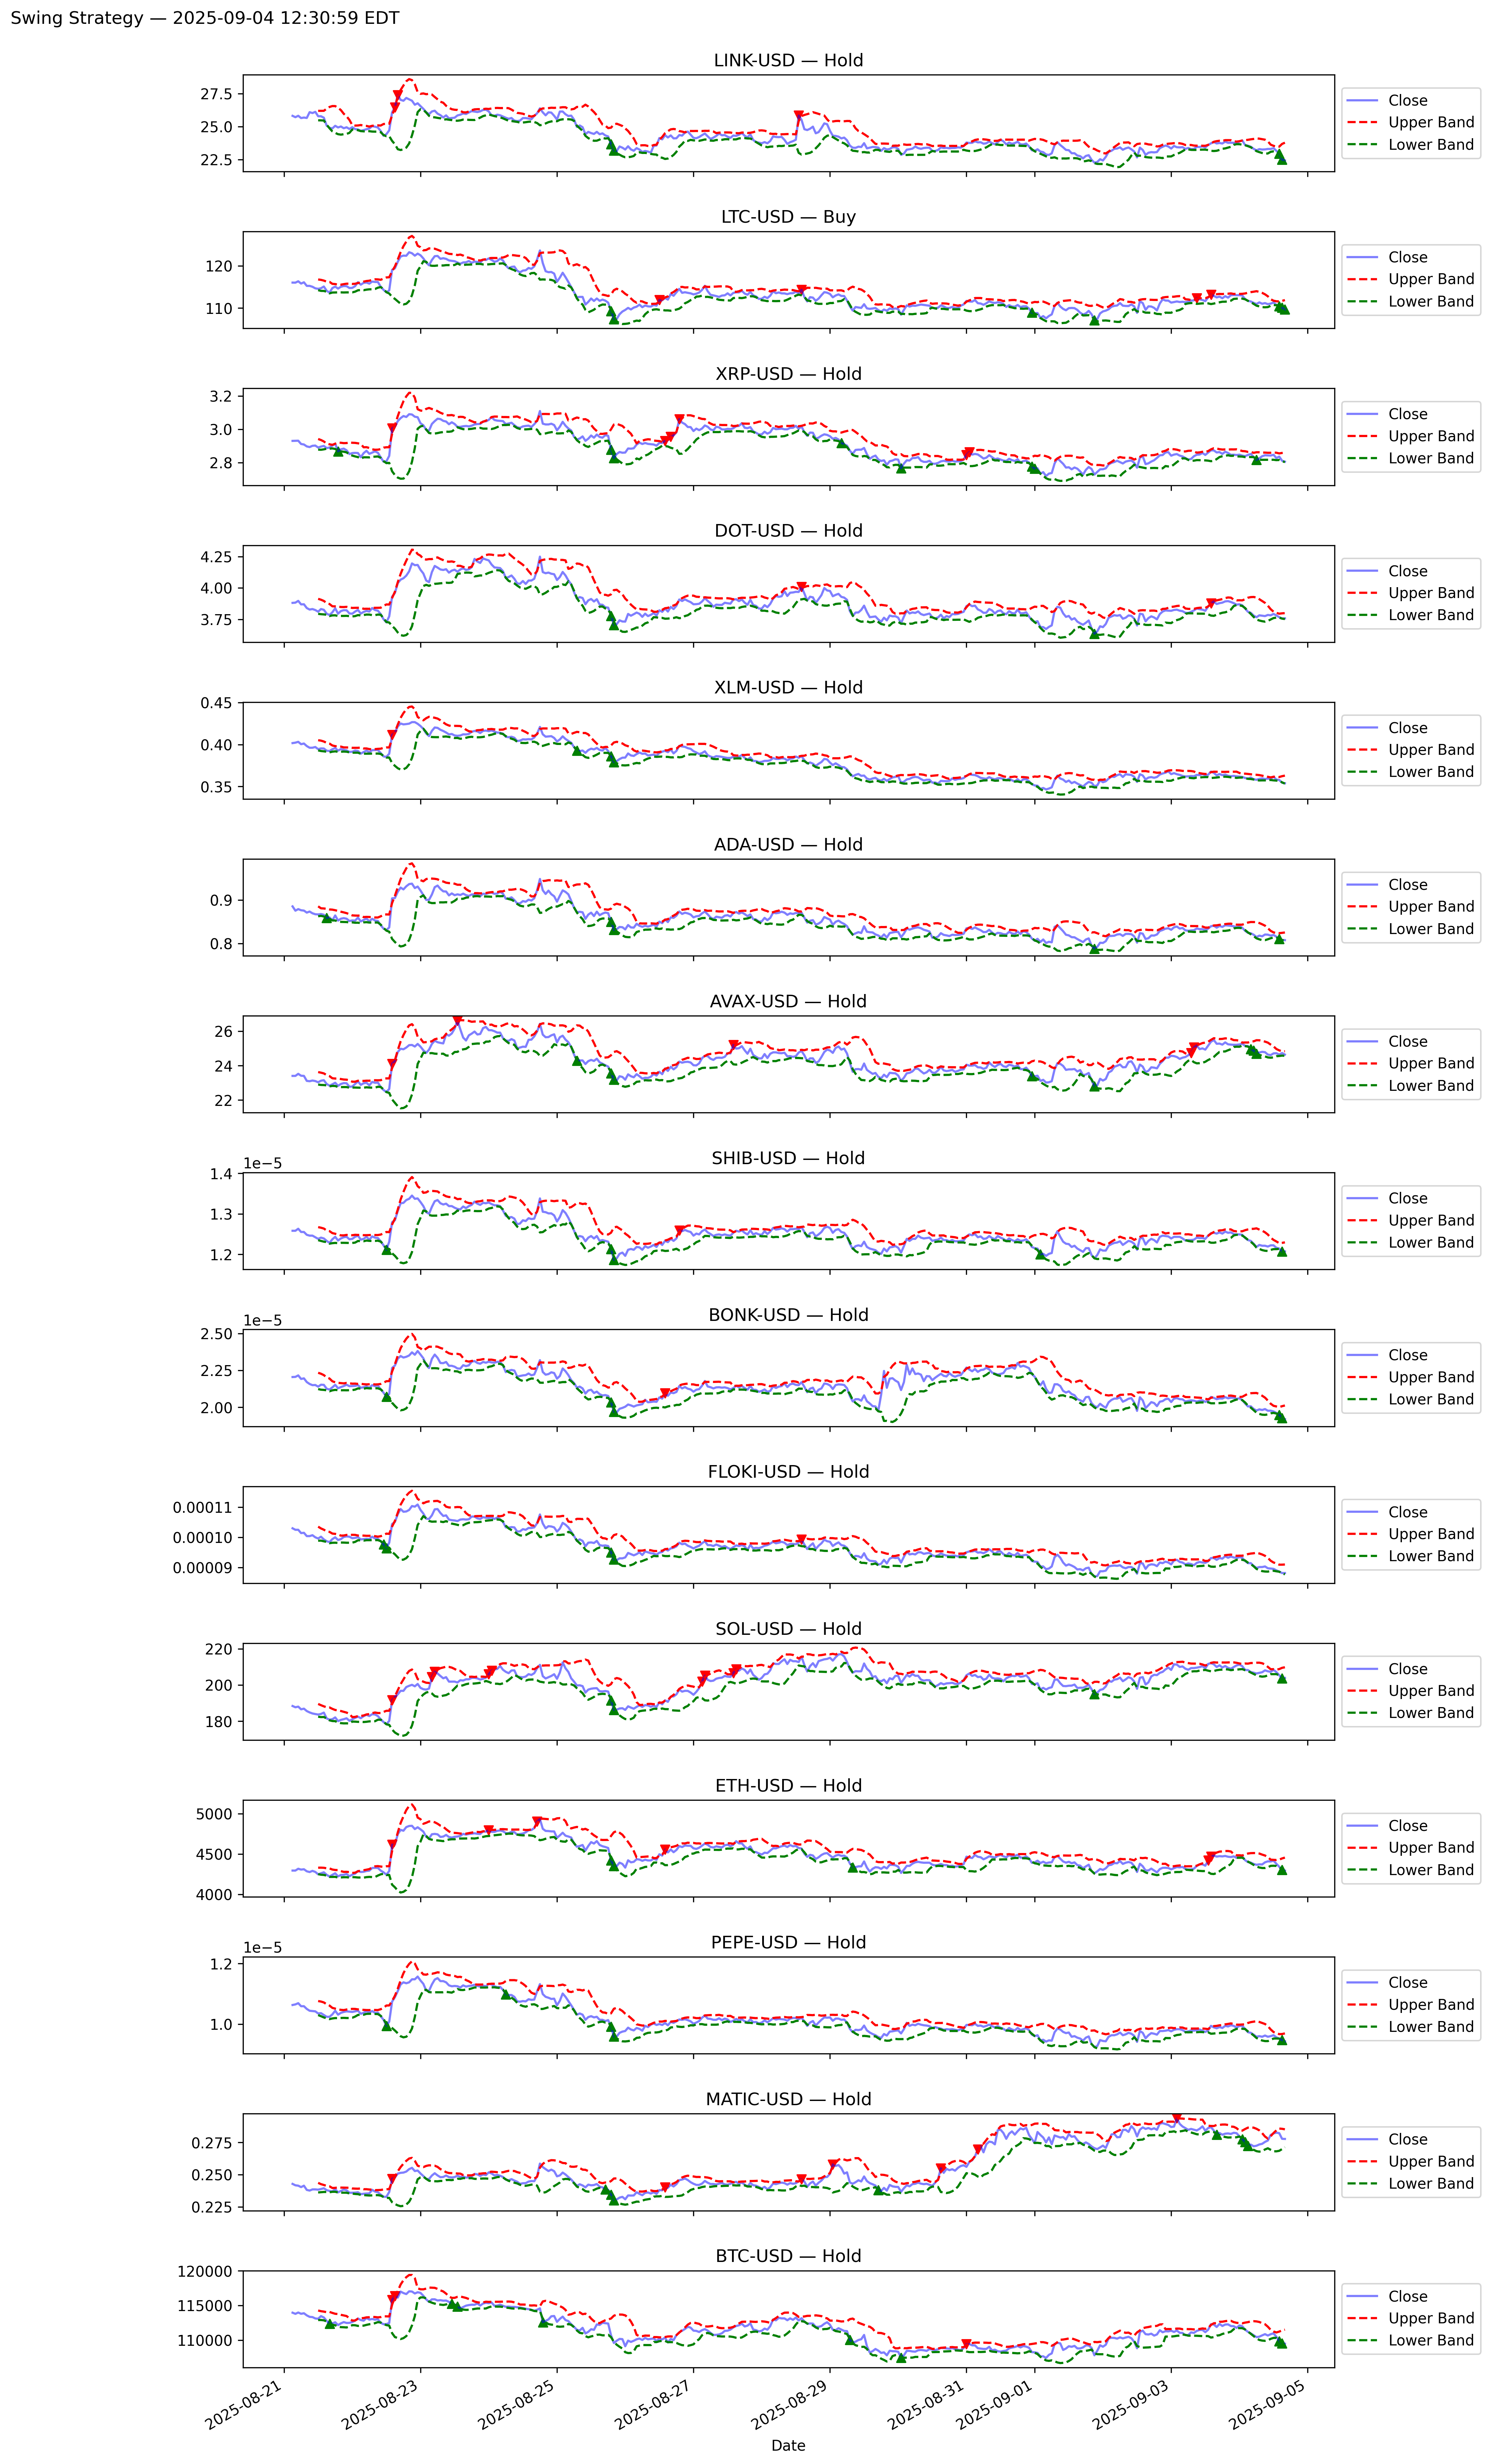 Swing Strategy — 2025-09-04 12:30:59 EDT
LINK-USD — Hold
27.5
25.0
22.5
Close
Upper Band
Lower Band
LTC-USD — Buy
120
110
Close
Upper Band
Lower Band
XRP-USD — Hold
3.2
3.0
2.8
Close
Upper Band
Lower Band
DOT-USD — Hold
4.25
4.00
3.75
Close
Upper Band
Lower Band
XLM-USD — Hold
0.45
0.40
0.35
Close
Upper Band
Lower Band
ADA-USD — Hold
0.9
0.8
Close
Upper Band
Lower Band
AVAX-USD — Hold
26
24
22
Close
Upper Band
Lower Band
SHIB-USD — Hold
1e−5
1.4
1.3
1.2
Close
Upper Band
Lower Band
BONK-USD — Hold
1e−5
2.50
2.25
2.00
Close
Upper Band
Lower Band
FLOKI-USD — Hold
0.00011
0.00010
0.00009
Close
Upper Band
Lower Band
SOL-USD — Hold
220
200
180
Close
Upper Band
Lower Band
ETH-USD — Hold
5000
4500
4000
Close
Upper Band
Lower Band
PEPE-USD — Hold
1e−5
1.2
1.0
Close
Upper Band
Lower Band
MATIC-USD — Hold
0.275
0.250
0.225
Close
Upper Band
Lower Band
BTC-USD — Hold
120000
115000
110000
Close
Upper Band
Lower Band
2025-08-21
2025-08-23
2025-08-25
2025-08-27
2025-08-29
2025-08-31
2025-09-01
2025-09-03
2025-09-05
Date